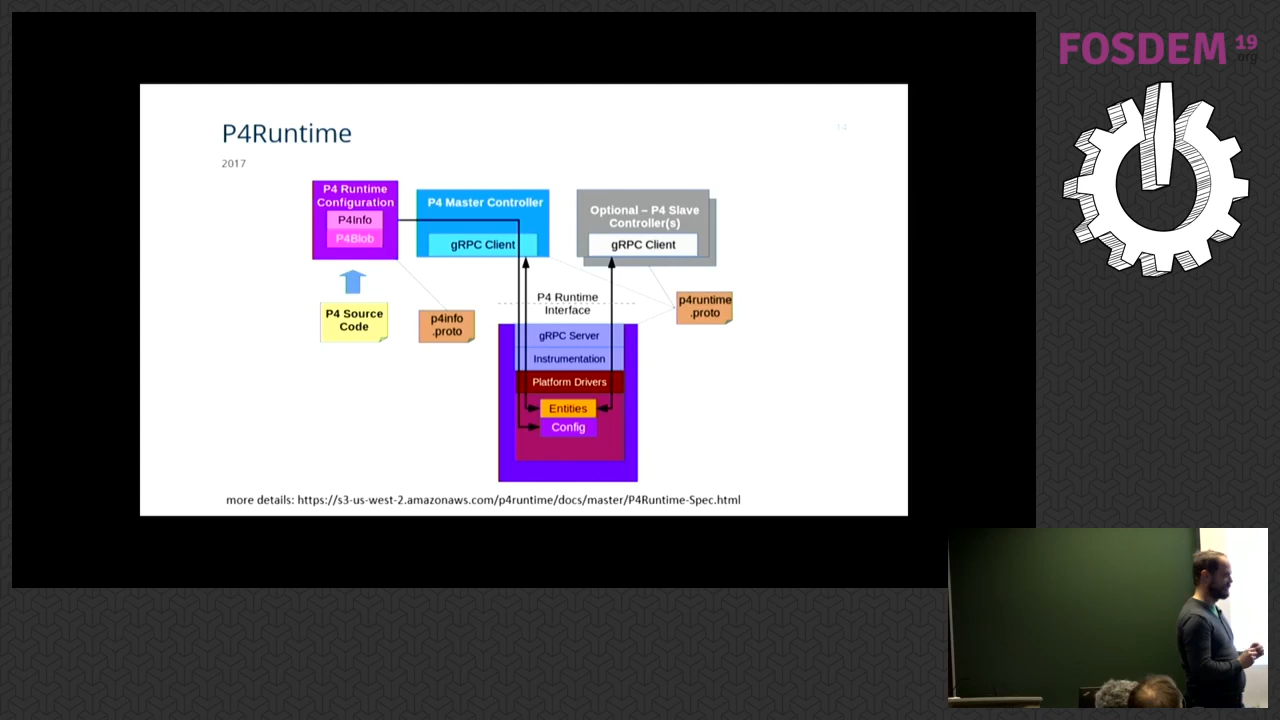 FOSDEM 19
.org
P4Runtime
14
2017
P4 Runtime
Configuration
P4Info
P4Blob
P4 Master Controller
gRPC Client
Optional – P4 Slave
Controller(s)
gRPC Client
P4 Source
Code
p4info
.proto
P4 Runtime
Interface
p4runtime
.proto
gRPC Server
Instrumentation
Platform Drivers
Entities
Config
more details: https://s3-us-west-2.amazonaws.com/p4runtime/docs/master/P4Runtime-Spec.html